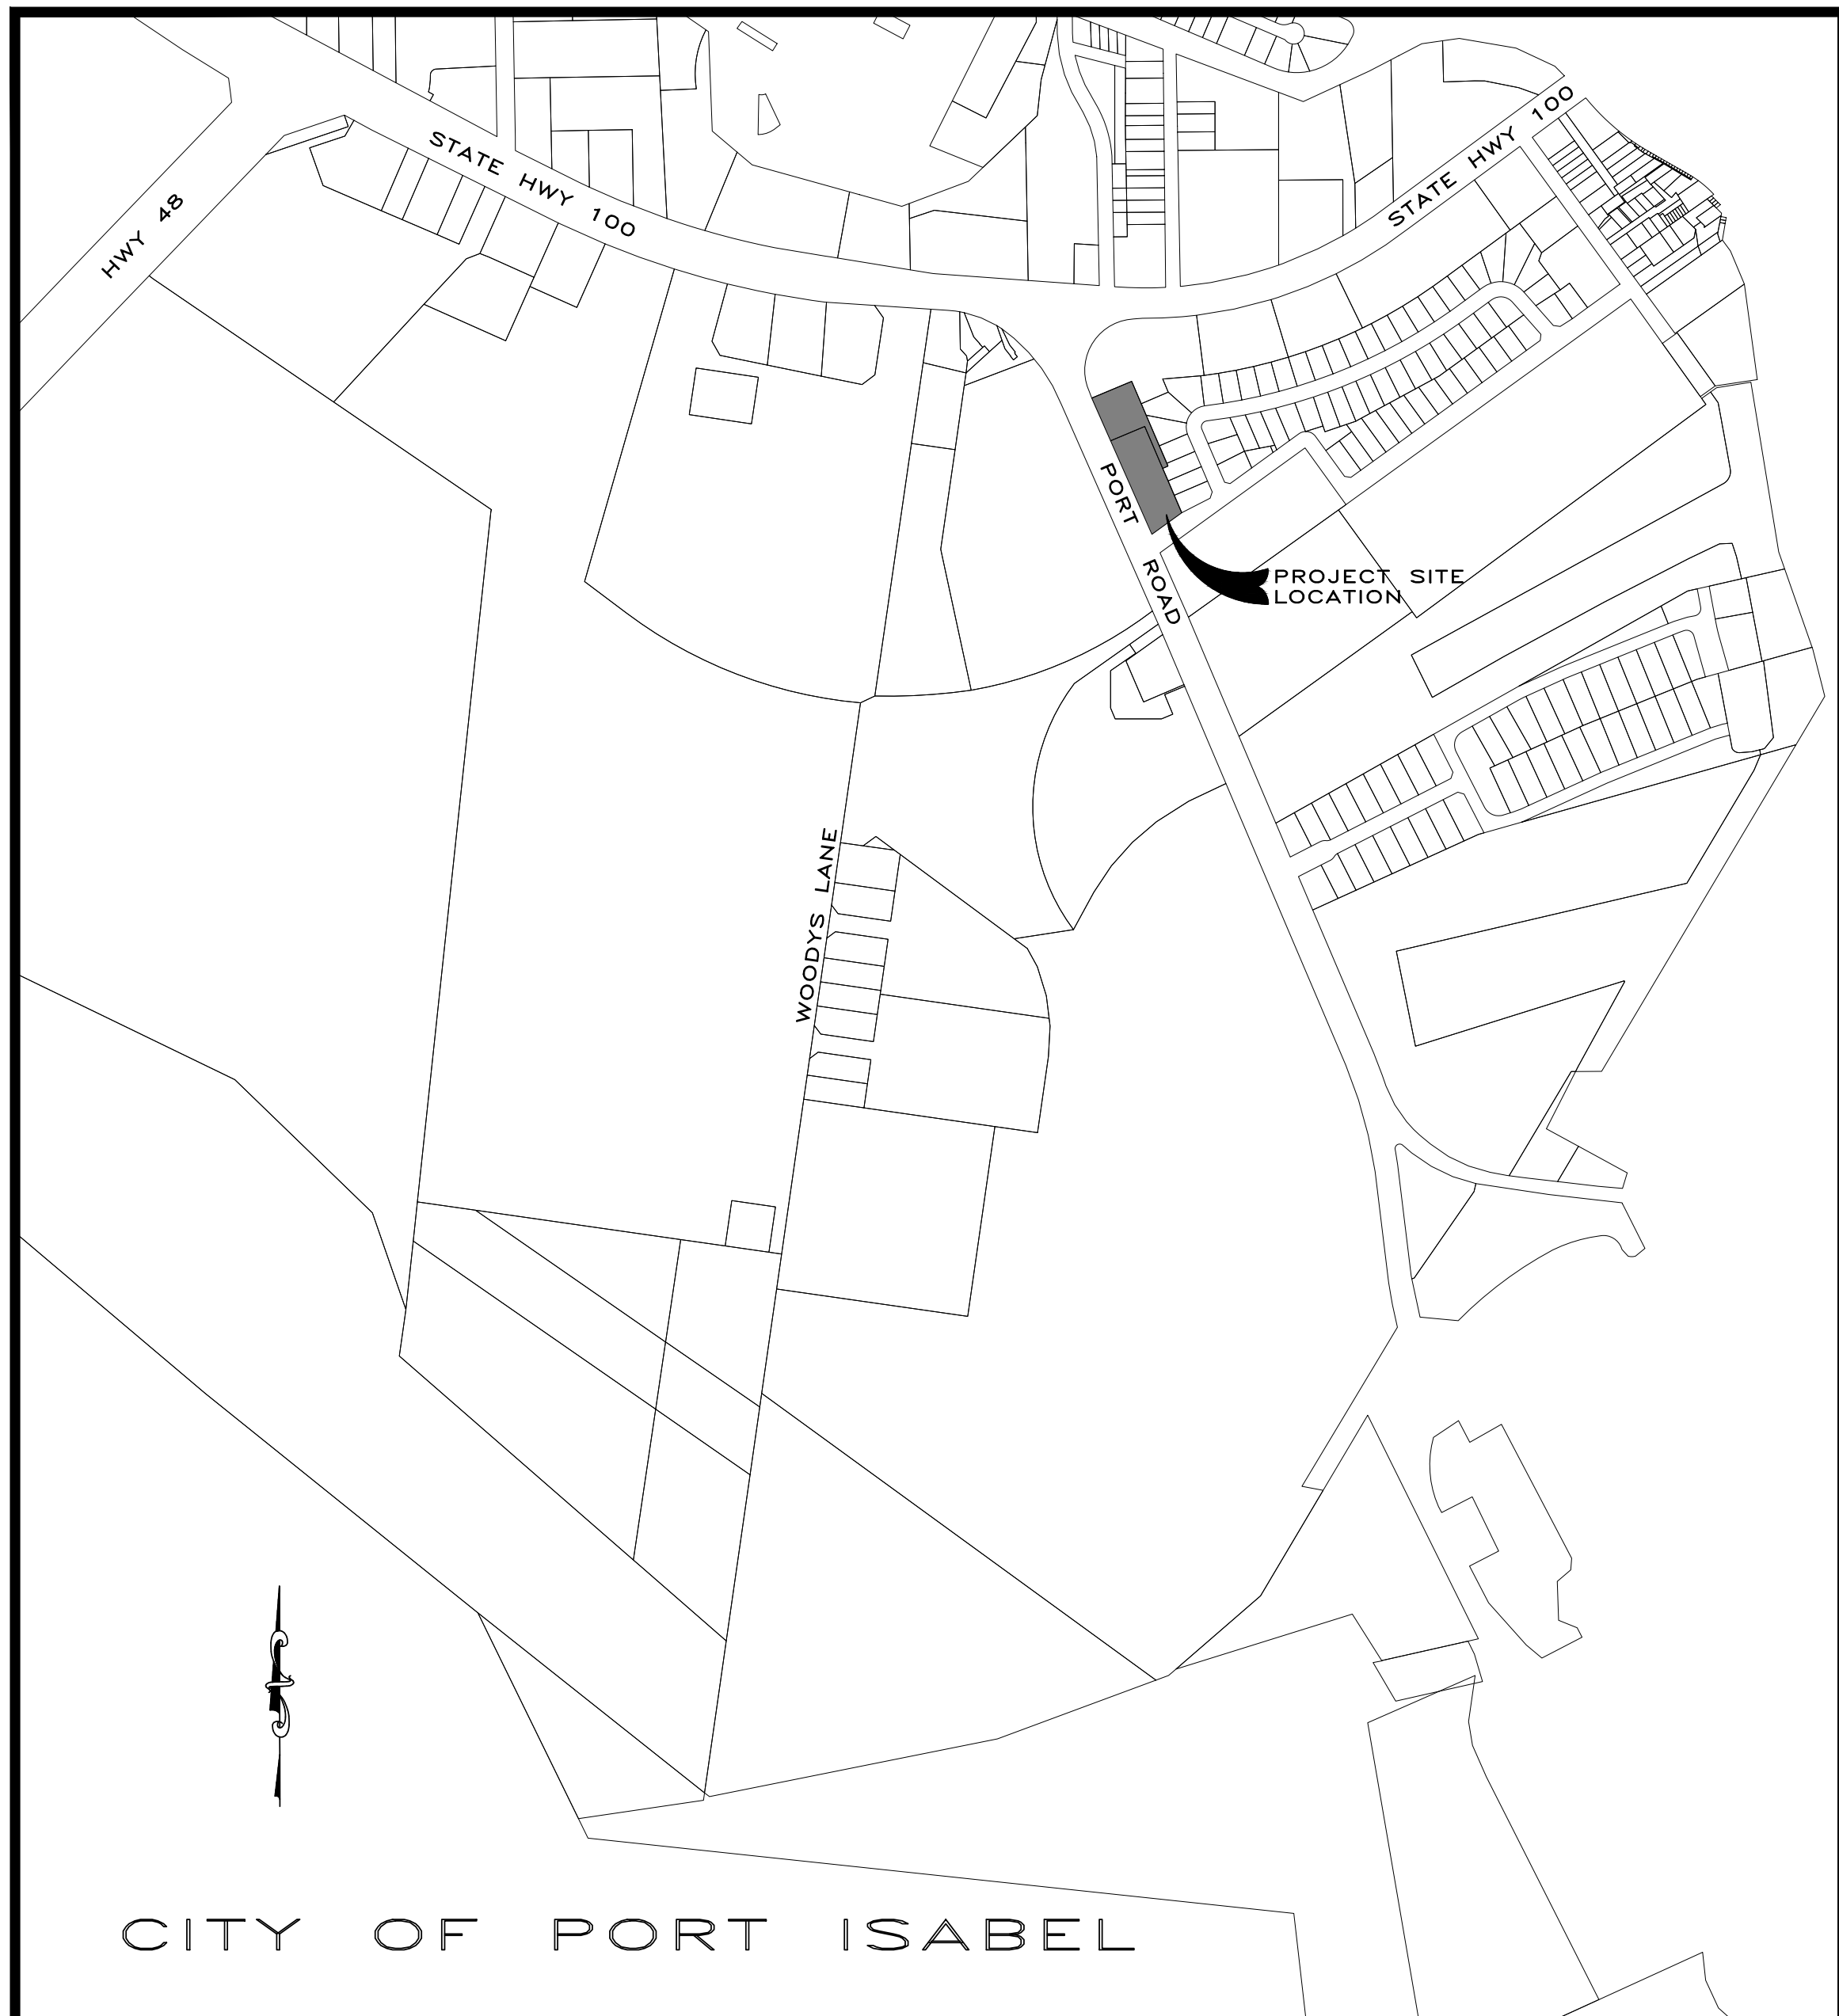 STATE HWY 100
STATE HWY 100
HWY 48
PORT ROAD
PROJECT SITE
LOCATION
WOODYS LANE
CITY OF PORT ISABEL